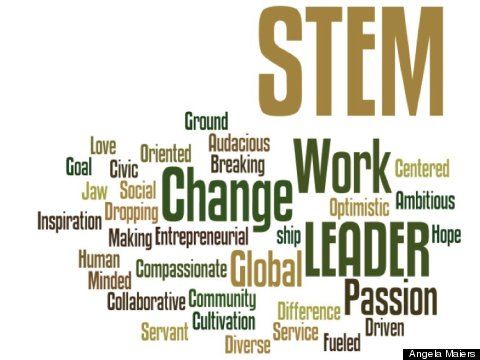 STEM
Ground
Love Oriented Audacious
Goal Civic Breaking Work Centered
Jaw Social Change Optimistic Ambitious
Inspiration Dropping
Making Entrepreneurial ship LEADER Hope
Human Compassionate Global
Minded
Collaborative Community Difference Passion
Servant Cultivation Service Driven
Diverse Fueled
Angela Maiers